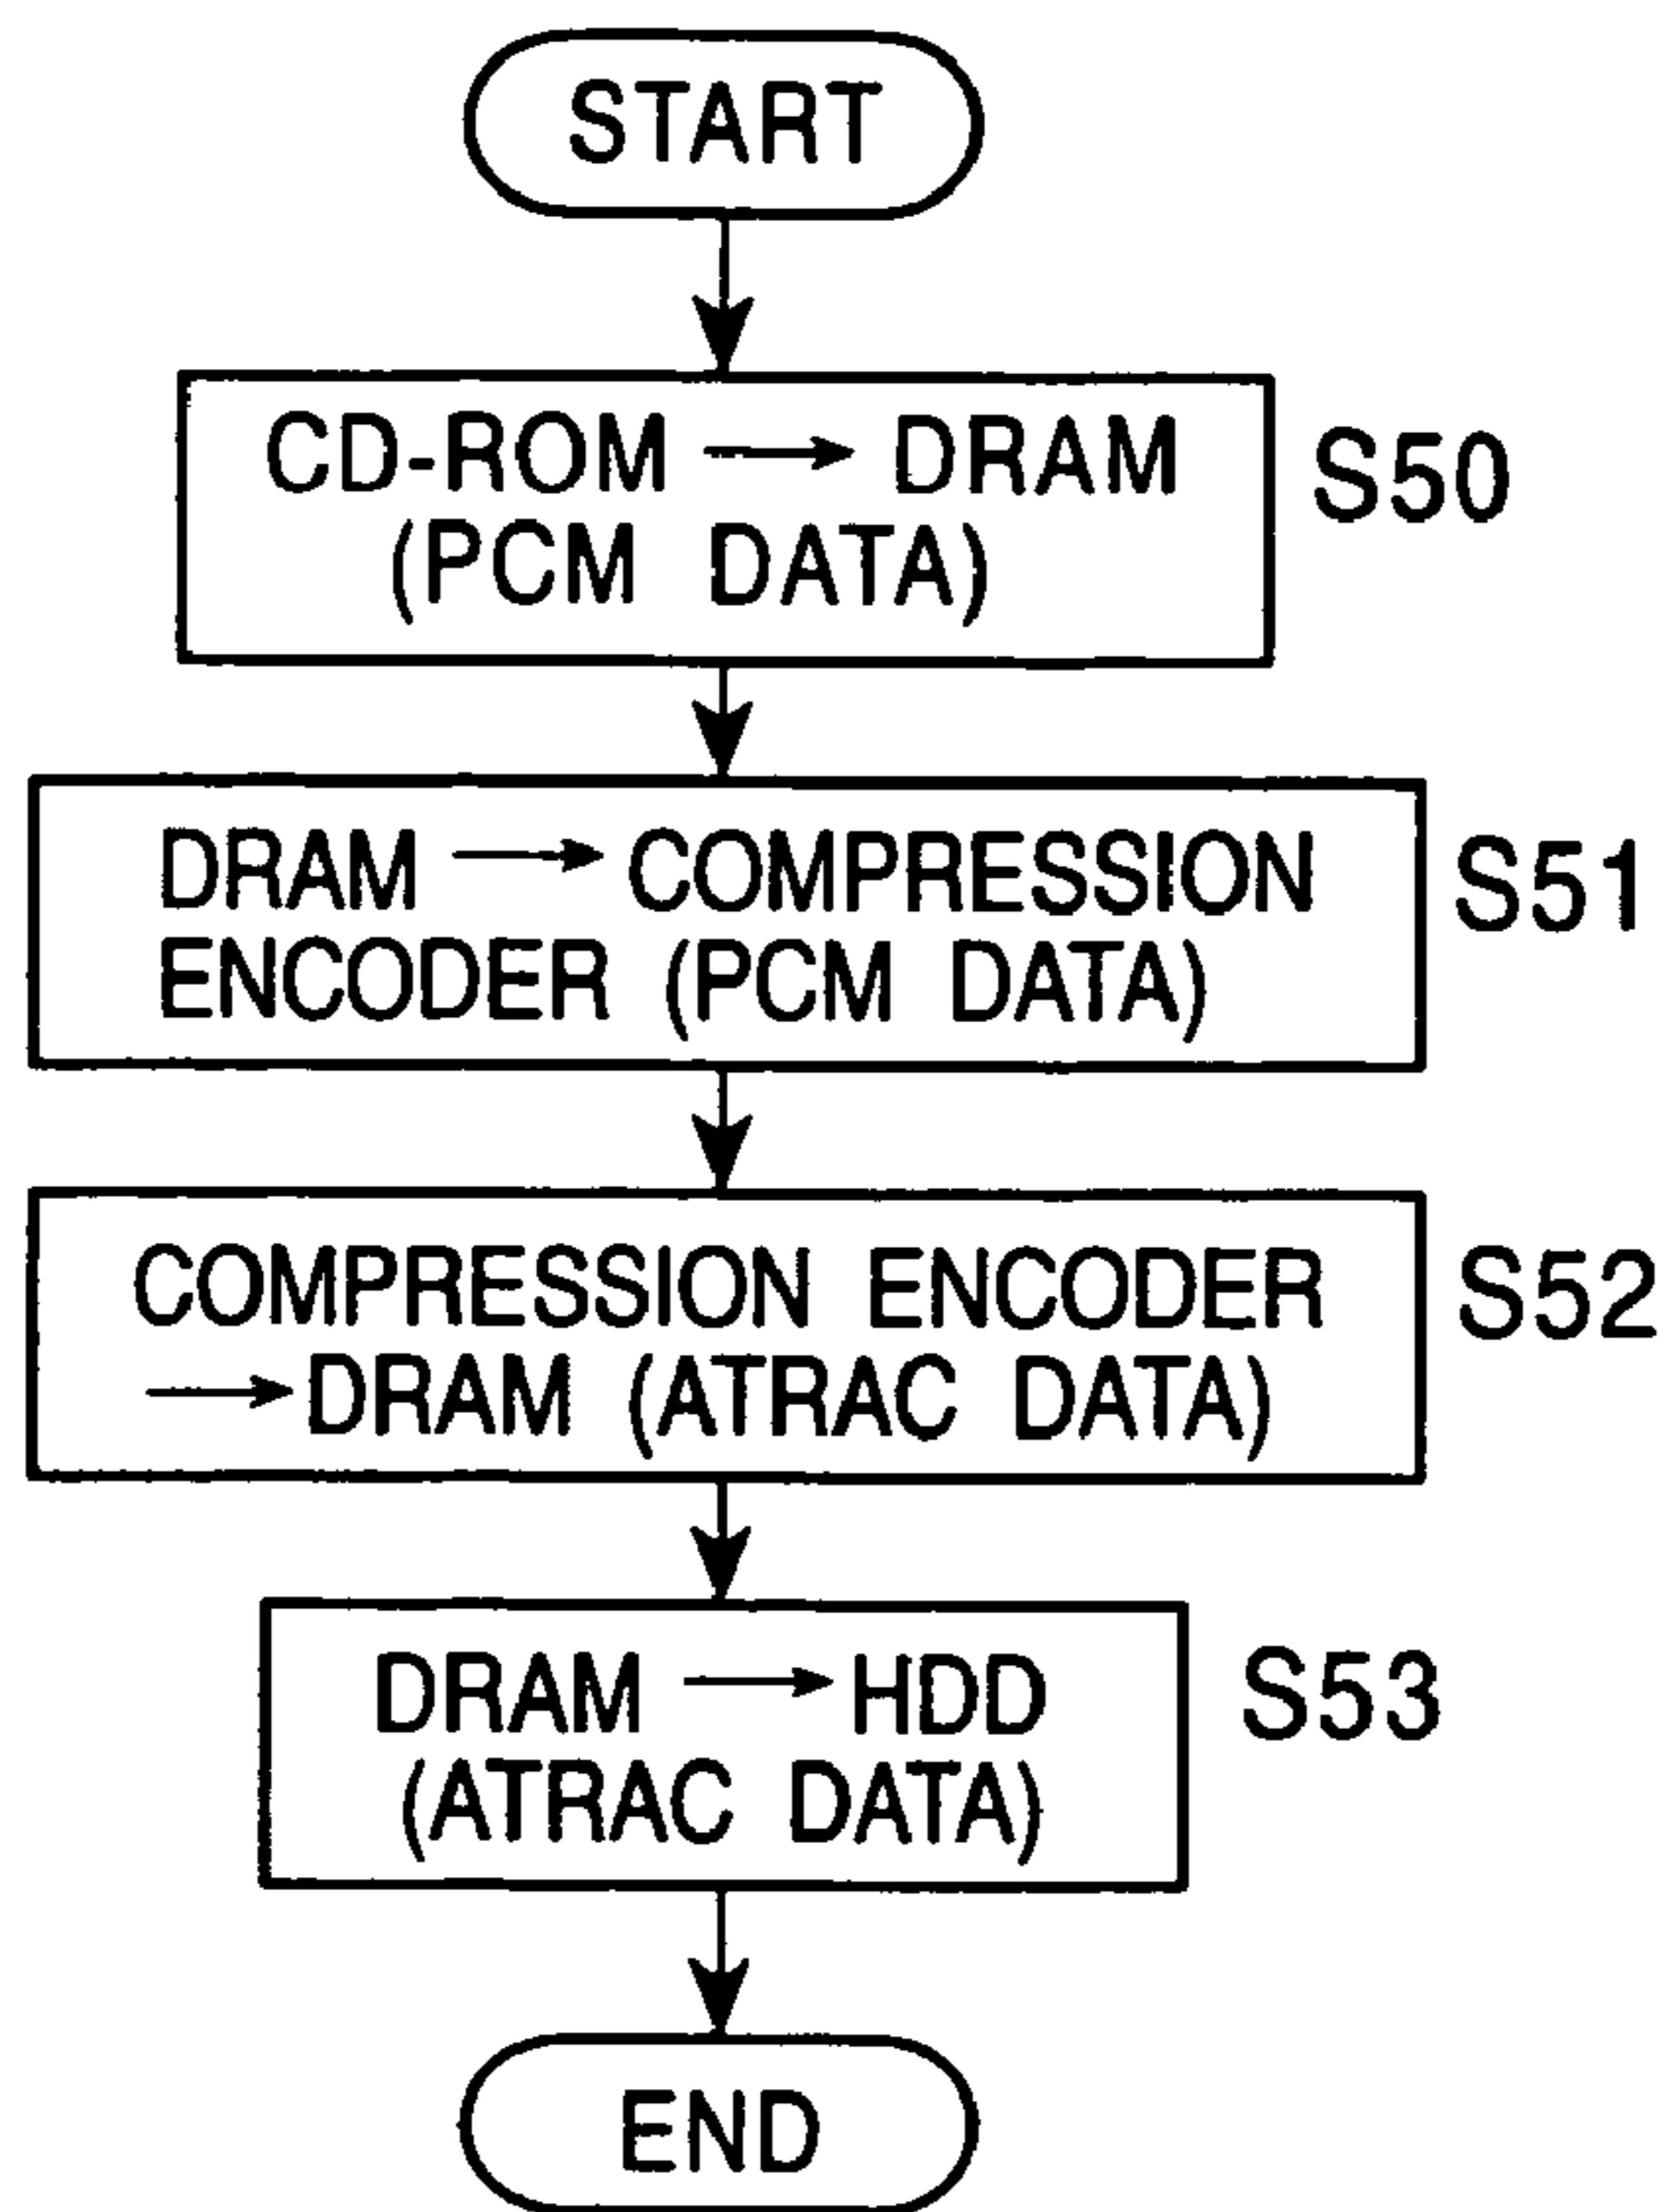 START
CD-ROM → DRAM
(PCM DATA)
S50
DRAM → COMPRESSION
ENCODER (PCM DATA)
S51
COMPRESSION ENCODER
→ DRAM (ATRAC DATA)
S52
DRAM → HDD
(ATRAC DATA)
S53
END